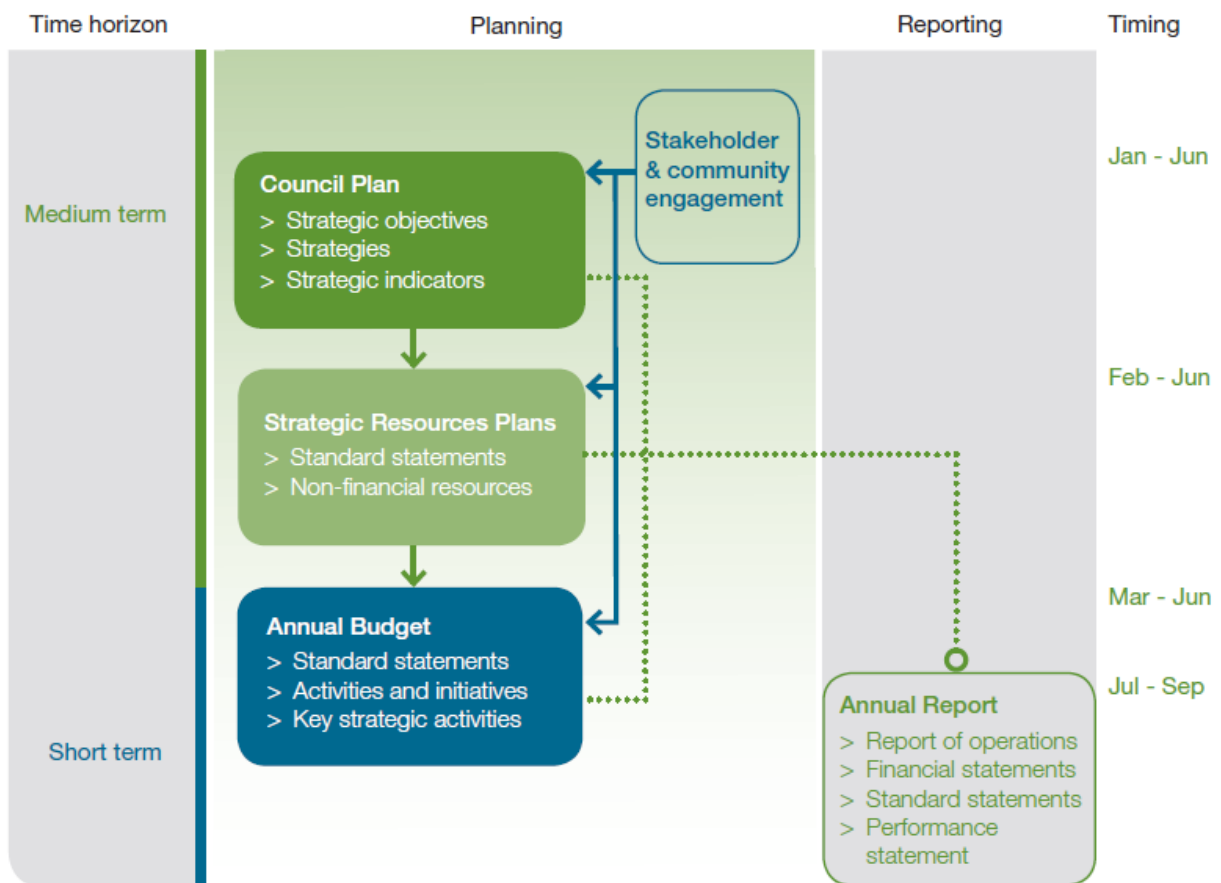 Time horizon
Planning
Reporting
Timing
Medium term
Short term
Council Plan
> Strategic objectives
> Strategies
> Strategic indicators
Stakeholder
& community
engagement
Strategic Resources Plans
> Standard statements
> Non-financial resources
Annual Budget
> Standard statements
> Activities and initiatives
> Key strategic activities
Annual Report
> Report of operations
> Financial statements
> Standard statements
> Performance
statement
Jan - Jun
Feb - Jun
Mar - Jun
Jul - Sep